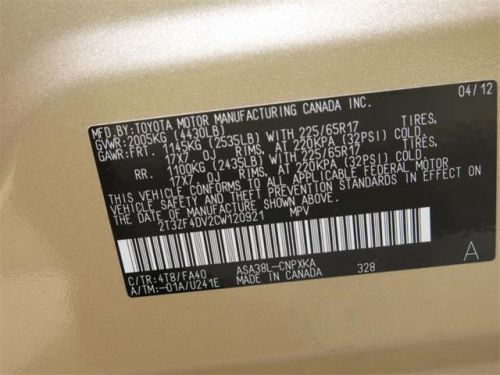 MFD.BY:TOYOTA MOTOR MANUFACTURING CANADA INC. 04/12
GVWR:2005KG (4430LB)
GAWR:FRT. 1145KG (2535LB) WITH 225/65R17 TIRES,
17X7 0J RIMS, AT 220KPA (32PSI) COLD.
RR. 1100KG (2435LB) WITH 225/65R17 TIRES,
17X7 0J RIMS, AT 220KPA (32PSI) COLD.
THIS VEHICLE CONFORMS TO ALL APPLICABLE FEDERAL MOTOR
VEHICLE SAFETY AND THEFT PREVENTION STANDARDS IN EFFECT ON
THE DATE OF MANUFACTURE SHOWN ABOVE.
2T3ZF4DV2CW120921 MPV
C/TR:4T8/FA40 ASA38L-CNPXKA A
A/TM:-01A/U241E MADE IN CANADA 328